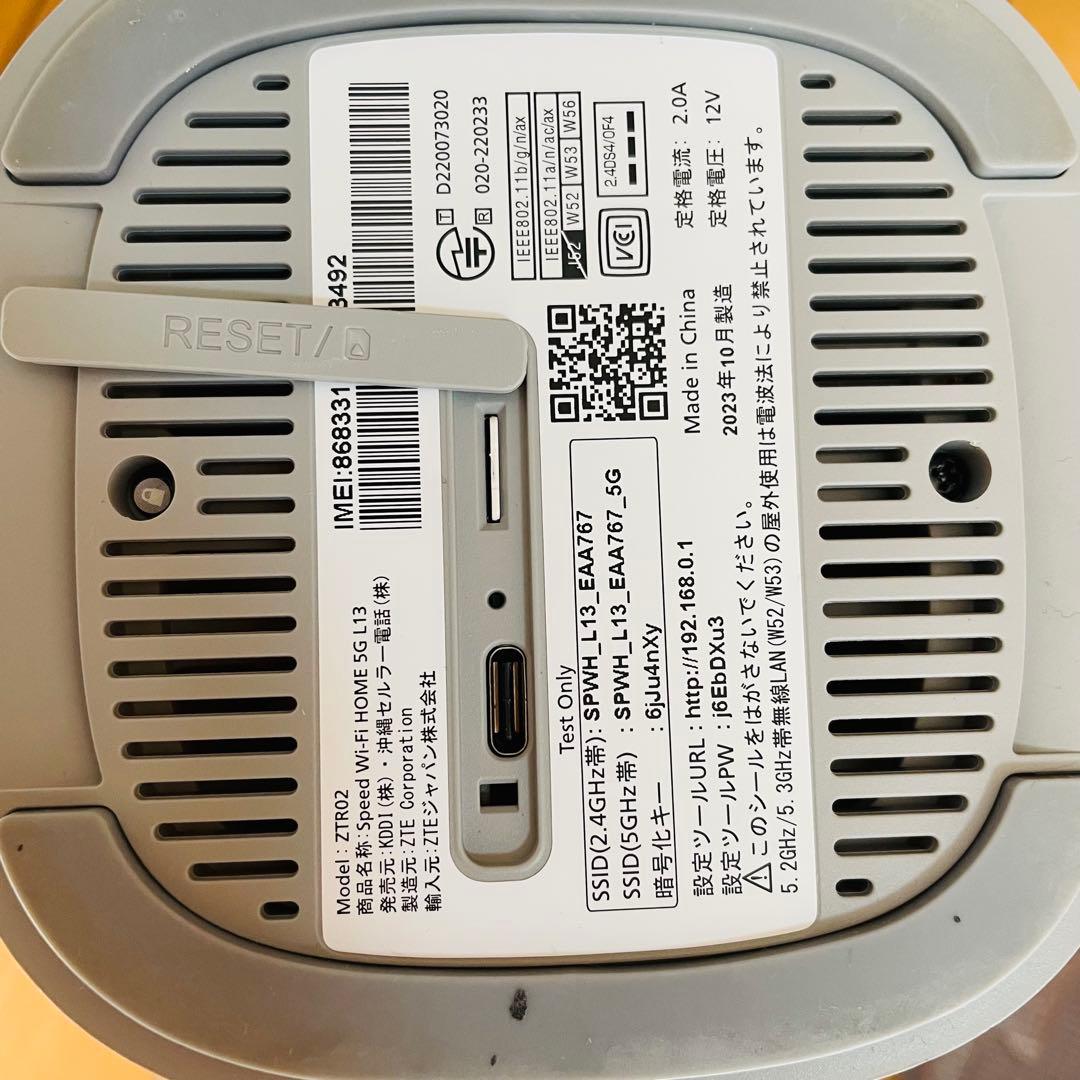 RESET/
Model：ZTR02
商品名称：Speed Wi-Fi HOME 5G L13
発売元：KDDI(株)・沖縄セルラー電話(株)
製造元：ZTE Corporation
輸入元：ZTEジャパン株式会社
IMEI:868331
3492
Test Only
SSID(2.4GHz帯)：SPWH_L13_EAA767
SSID(5GHz帯)：SPWH_L13_EAA767_5G
暗号化キー：6jJu4nXy
設定ツールURL：http://192.168.0.1
設定ツールPW：j6EbDXu3
⚠このシールをはがさないでください。
5.2GHz/5.3GHz帯無線LAN(W52/W53)の屋外使用は電波法により禁止されています。
T D220073020
R 020-220233
IEEE802.11b/g/n/ax
IEEE802.11a/n/ac/ax
J52 W52 W53 W56
2.4DS4/OF4
VCI
Made in China
2023年10月製造
定格電流：2.0A
定格電圧：12V